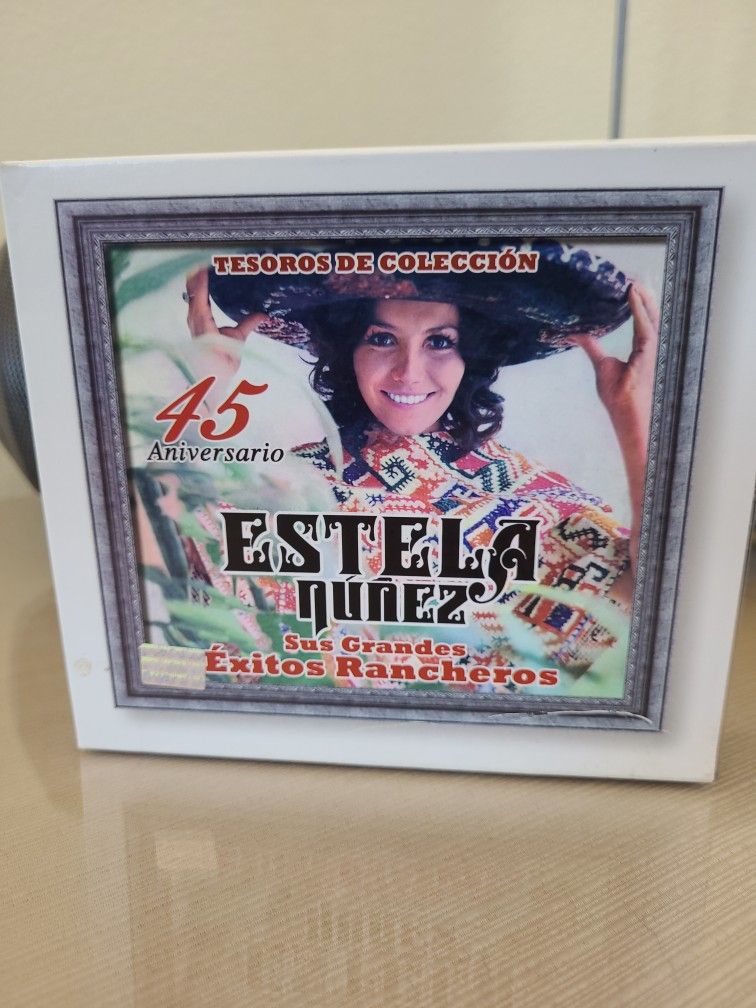 TESOROS DE COLECCIÓN
45
Aniversario
ESTELA
NÚÑEZ
Sus Grandes
Éxitos Rancheros